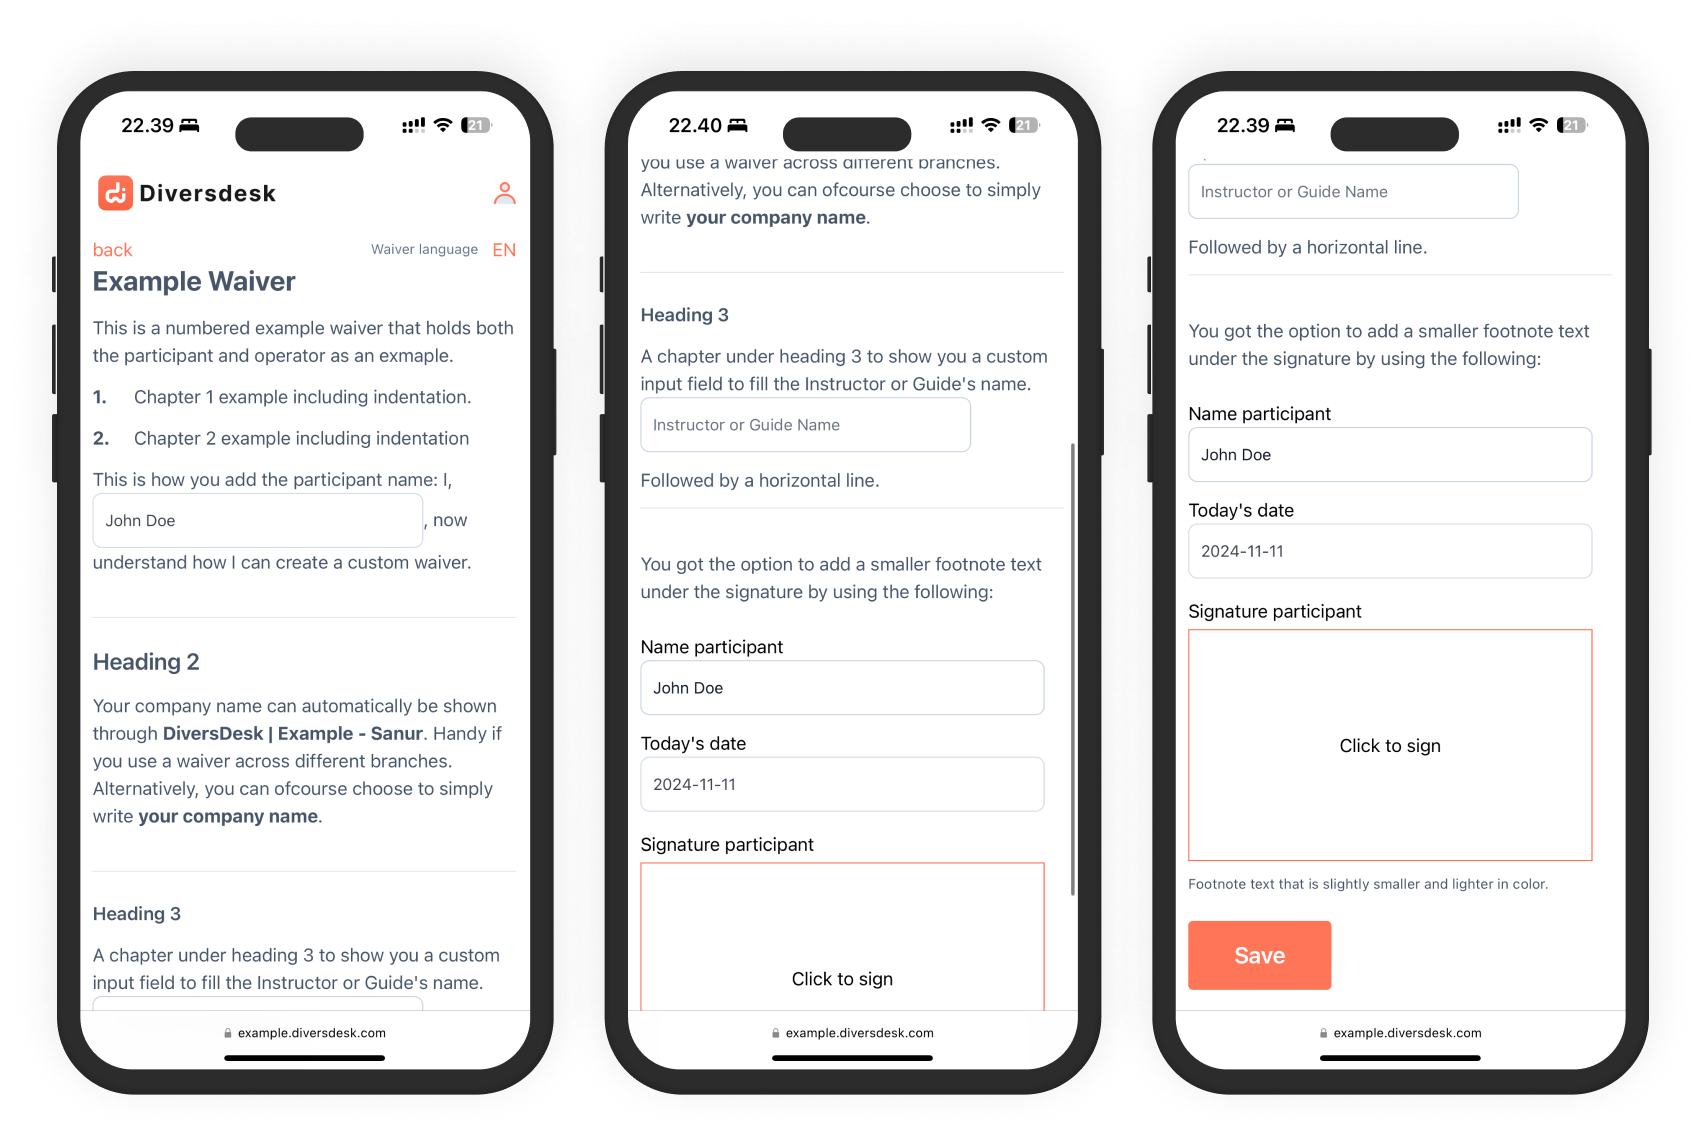 22.39
21
Diversdesk
back
Waiver language EN
Example Waiver
This is a numbered example waiver that holds both
the participant and operator as an exmaple.
1. Chapter 1 example including indentation.
2. Chapter 2 example including indentation
This is how you add the participant name: I,
John Doe , now
understand how I can create a custom waiver.
Heading 2
Your company name can automatically be shown
through DiversDesk | Example - Sanur. Handy if
you use a waiver across different branches.
Alternatively, you can ofcourse choose to simply
write your company name.
Heading 3
A chapter under heading 3 to show you a custom
input field to fill the Instructor or Guide's name.
example.diversdesk.com
22.40
21
you use a waiver across different branches.
Alternatively, you can ofcourse choose to simply
write your company name.
Heading 3
A chapter under heading 3 to show you a custom
input field to fill the Instructor or Guide's name.
Instructor or Guide Name
Followed by a horizontal line.
You got the option to add a smaller footnote text
under the signature by using the following:
Name participant
John Doe
Today's date
2024-11-11
Signature participant
Click to sign
example.diversdesk.com
22.39
21
Instructor or Guide Name
Followed by a horizontal line.
You got the option to add a smaller footnote text
under the signature by using the following:
Name participant
John Doe
Today's date
2024-11-11
Signature participant
Click to sign
Footnote text that is slightly smaller and lighter in color.
Save
example.diversdesk.com